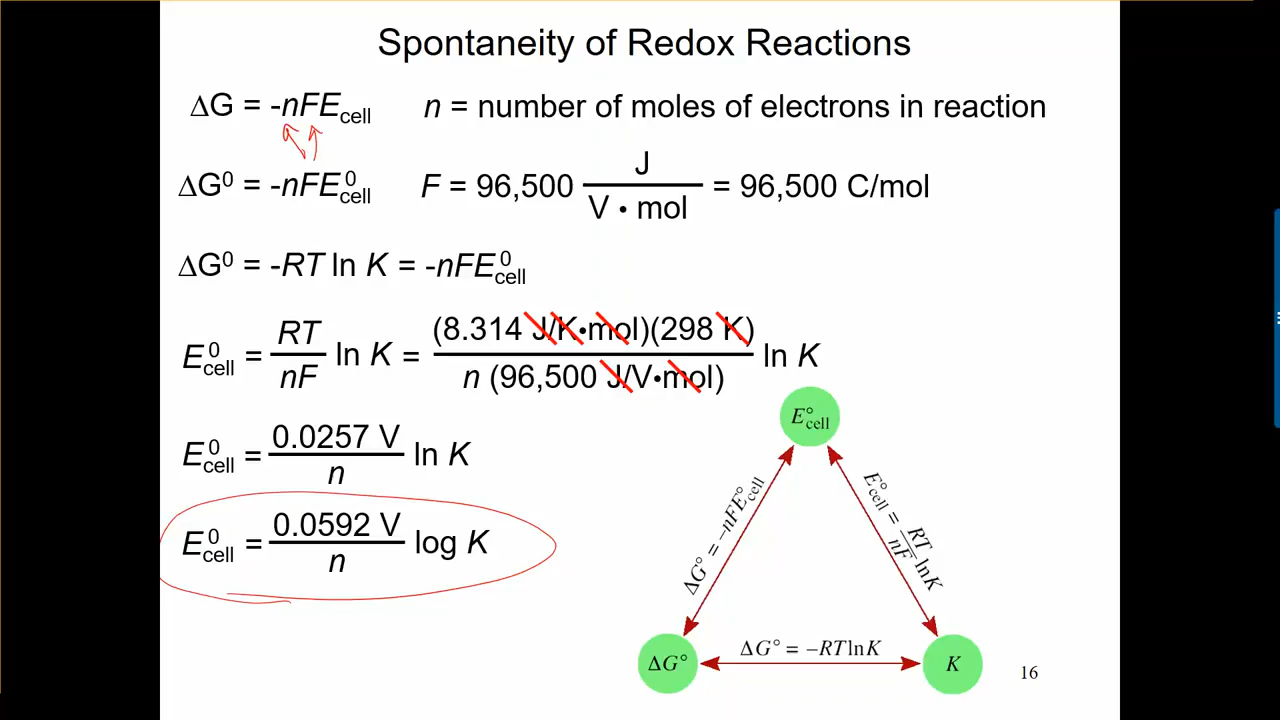 Spontaneity of Redox Reactions
ΔG = -nFEcell n = number of moles of electrons in reaction
ΔG⁰ = -nFE⁰cell F = 96,500 J / V • mol = 96,500 C/mol
ΔG⁰ = -RT ln K = -nFE⁰cell
E⁰cell = RT / nF ln K = (8.314 J/K•mol)(298 K) / n (96,500 J/V•mol) ln K
E⁰cell = 0.0257 V / n ln K
E⁰cell = 0.0592 V / n log K
E°cell
ΔG° = −nFE°cell
E°cell = RT / nF lnK
ΔG° = −RT lnK
ΔG°
K
16